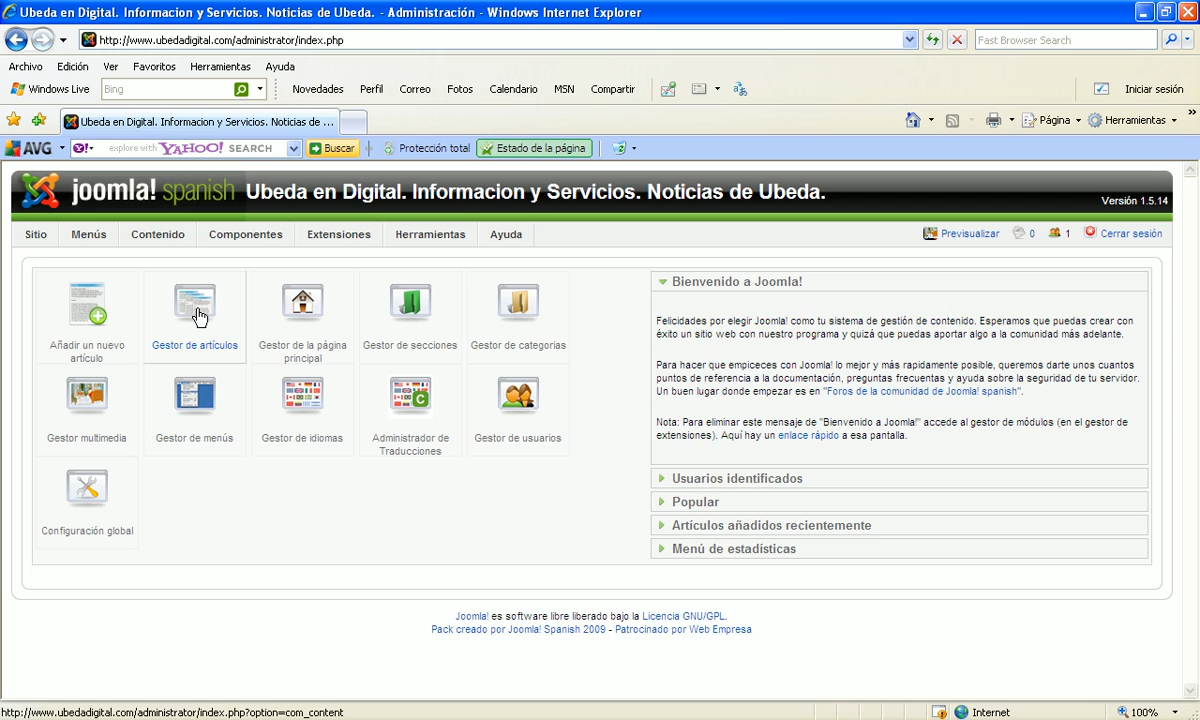 Ubeda en Digital. Informacion y Servicios. Noticias de Ubeda. - Administración - Windows Internet Explorer
http://www.ubedadigital.com/administrator/index.php
Fast Browser Search
Archivo Edición Ver Favoritos Herramientas Ayuda
Windows Live Bing Novedades Perfil Correo Fotos Calendario MSN Compartir Iniciar sesión
Ubeda en Digital. Informacion y Servicios. Noticias de ... Página Herramientas
AVG Y! explore with YAHOO! SEARCH Buscar Protección total Estado de la página
joomla! spanish Ubeda en Digital. Informacion y Servicios. Noticias de Ubeda.
Versión 1.5.14
Sitio Menús Contenido Componentes Extensiones Herramientas Ayuda Previsualizar 0 1 Cerrar sesión
Añadir un nuevo artículo
Gestor de artículos
Gestor de la página principal
Gestor de secciones
Gestor de categorias
Gestor multimedia
Gestor de menús
Gestor de idiomas
Administrador de Traducciones
Gestor de usuarios
Configuración global
Bienvenido a Joomla!
Felicidades por elegir Joomla! como tu sistema de gestión de contenido. Esperamos que puedas crear con
éxito un sitio web con nuestro programa y quizá que puedas aportar algo a la comunidad más adelante.
Para hacer que empiceces con Joomla! lo mejor y más rapidamente posible, queremos darte unos cuantos
puntos de referencia a la documentación, preguntas frecuentes y ayuda sobre la seguridad de tu servidor.
Un buen lugar donde empezar es en "Foros de la comunidad de Joomla! spanish".
Nota: Para eliminar este mensaje de "Bienvenido a Joomla!" accede al gestor de módulos (en el gestor de
extensiones). Aquí hay un enlace rápido a esa pantalla.
Usuarios identificados
Popular
Artículos añadidos recientemente
Menú de estadísticas
Joomla! es software libre liberado bajo la Licencia GNU/GPL.
Pack creado por Joomla! Spanish 2009 - Patrocinado por Web Empresa
http://www.ubedadigital.com/administrator/index.php?option=com_content Internet 100%